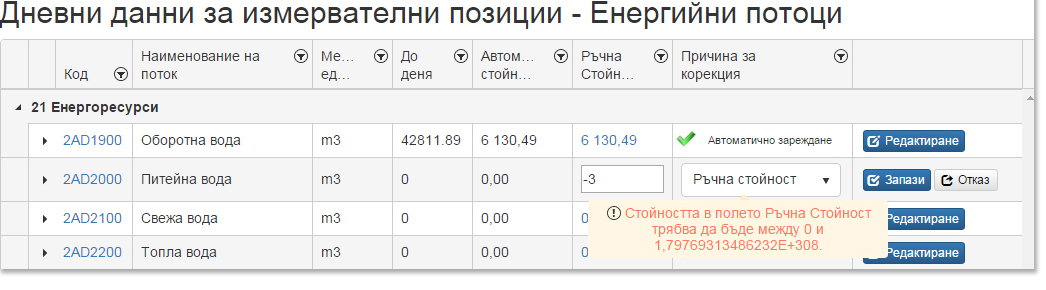 Дневни данни за измервателни позиции - Енергийни потоци
Код Наименование на поток Ме... ед... До деня Автом... стойн... Ръчна Стойн... Причина за корекция
21 Енергоресурси
2AD1900 Оборотна вода m3 42811.89 6 130,49 6 130,49 Автоматично зареждане Редактиране
2AD2000 Питейна вода m3 0 0,00 -3 Ръчна стойност Запази Отказ
2AD2100 Свежа вода m3 0 0,00 0 Редактиране
2AD2200 Топла вода m3 0 0,00 0 Редактиране
Стойността в полето Ръчна Стойност
трябва да бъде между 0 и
1,79769313486232E+308.